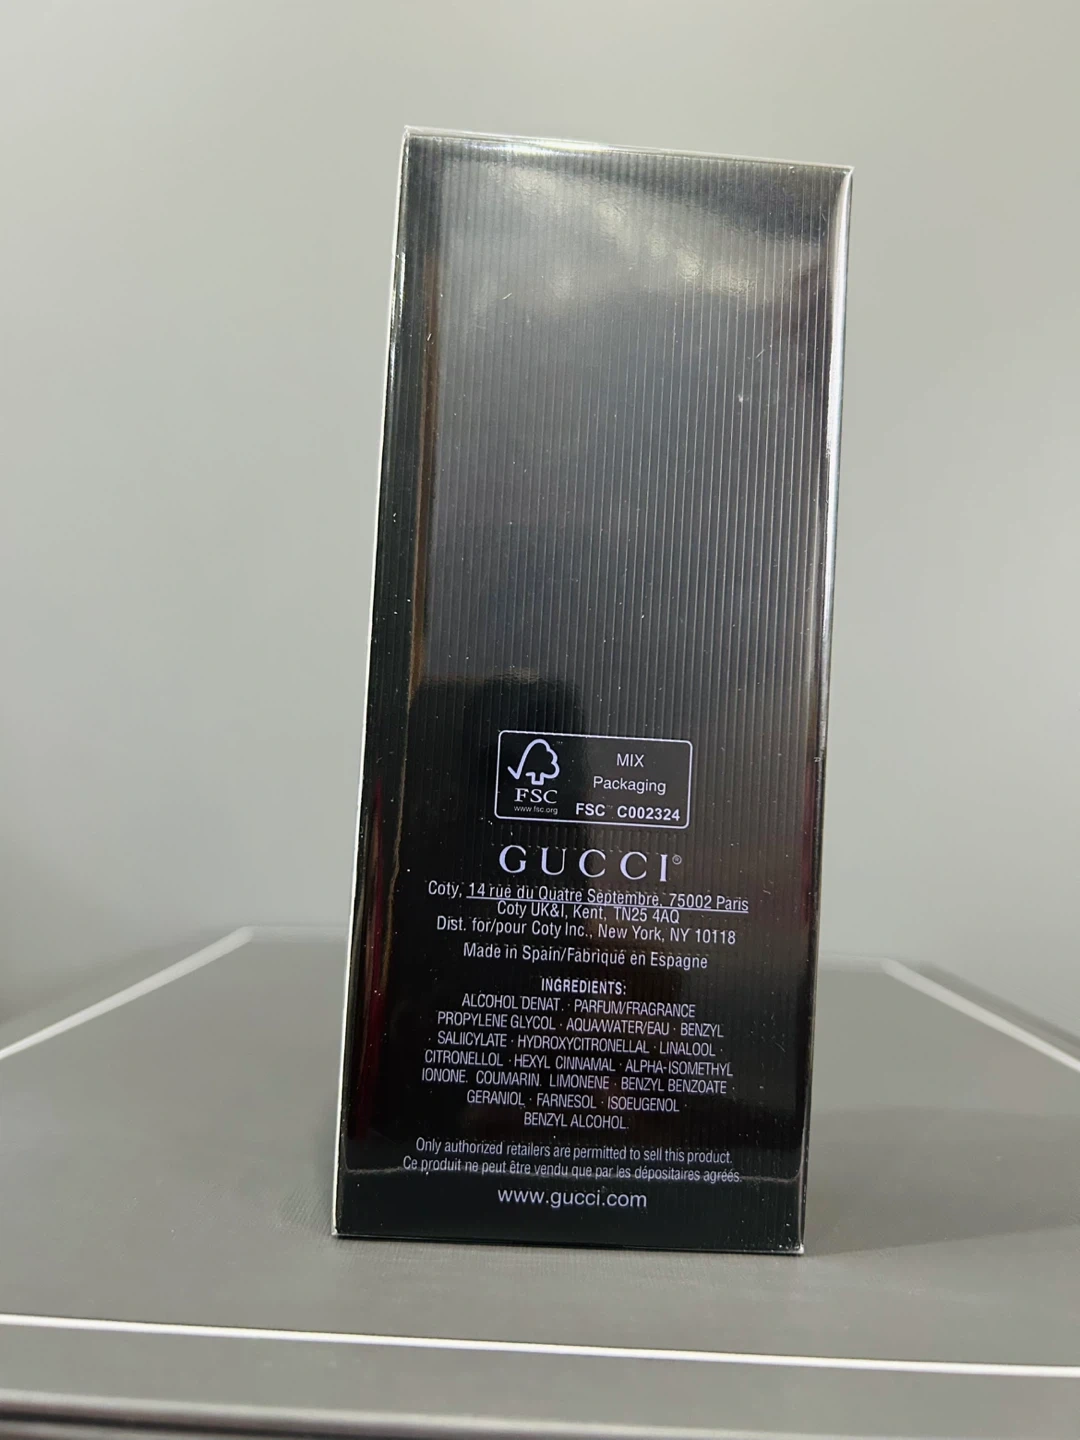 MIX
Packaging
FSC
www.fsc.org
FSC™ C002324
GUCCI®
Coty, 14 rue du Quatre Septembre, 75002 Paris
Coty UK&I, Kent, TN25 4AQ
Dist. for/pour Coty Inc., New York, NY 10118
Made in Spain/Fabriqué en Espagne
INGREDIENTS:
ALCOHOL DENAT. · PARFUM/FRAGRANCE
PROPYLENE GLYCOL · AQUA/WATER/EAU · BENZYL
· SALIICYLATE · HYDROXYCITRONELLAL · LINALOOL ·
CITRONELLOL · HEXYL CINNAMAL · ALPHA-ISOMETHYL
IONONE. COUMARIN. LIMONENE · BENZYL BENZOATE ·
GERANIOL · FARNESOL · ISOEUGENOL ·
BENZYL ALCOHOL.
Only authorized retailers are permitted to sell this product.
Ce produit ne peut être vendu que par les dépositaires agréés.
www.gucci.com